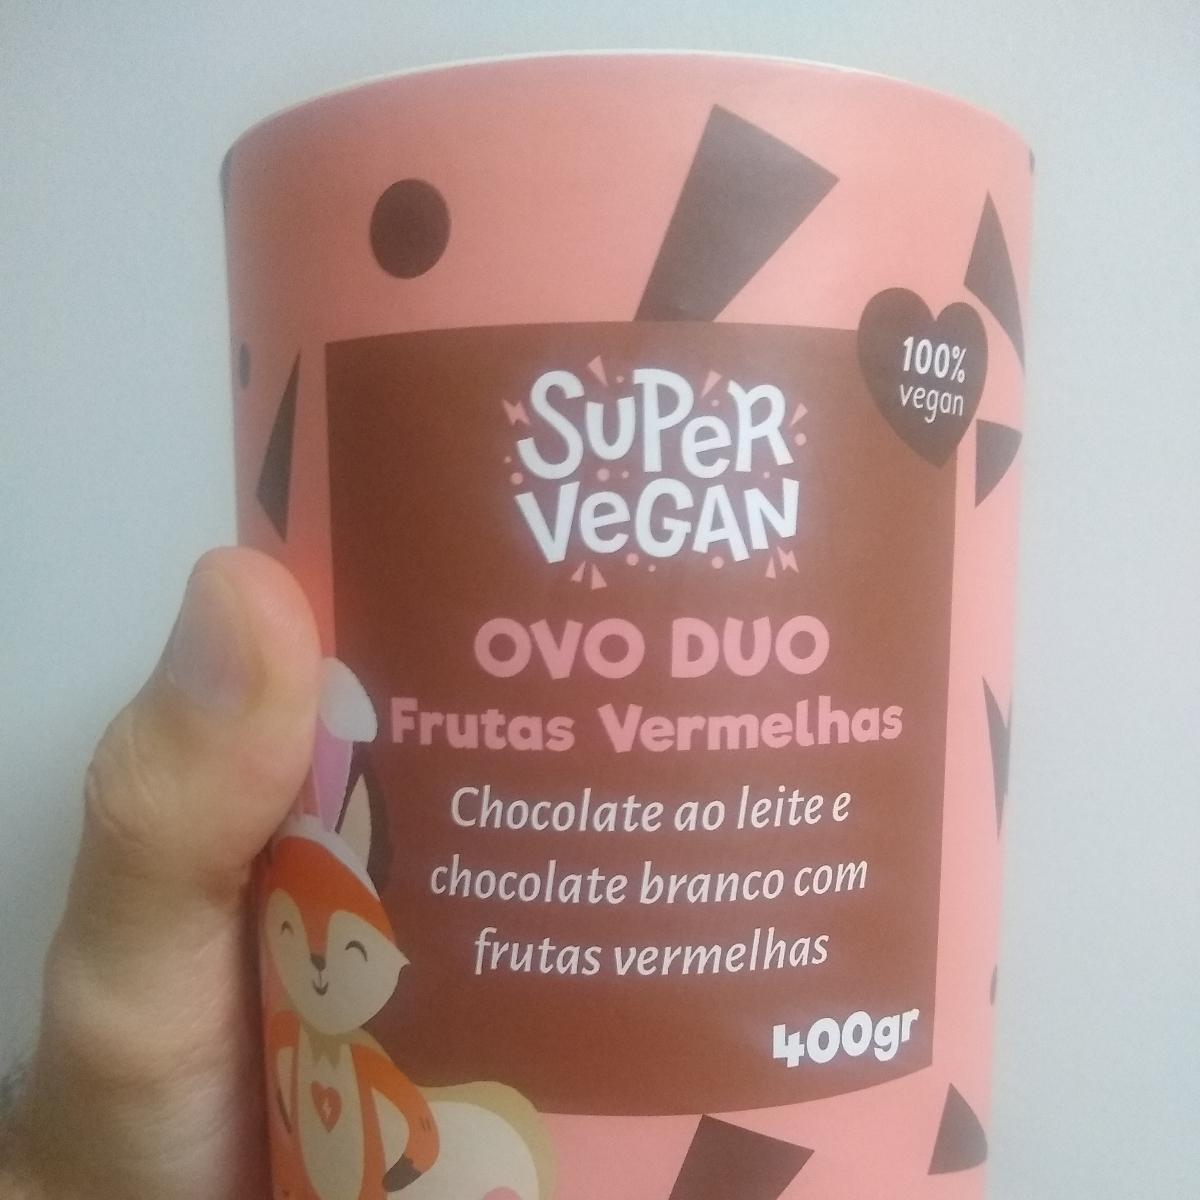 100%
vegan
SUPeR
VeGAN
OVO DUO
Frutas Vermelhas
Chocolate ao leite e
chocolate branco com
frutas vermelhas
400gr